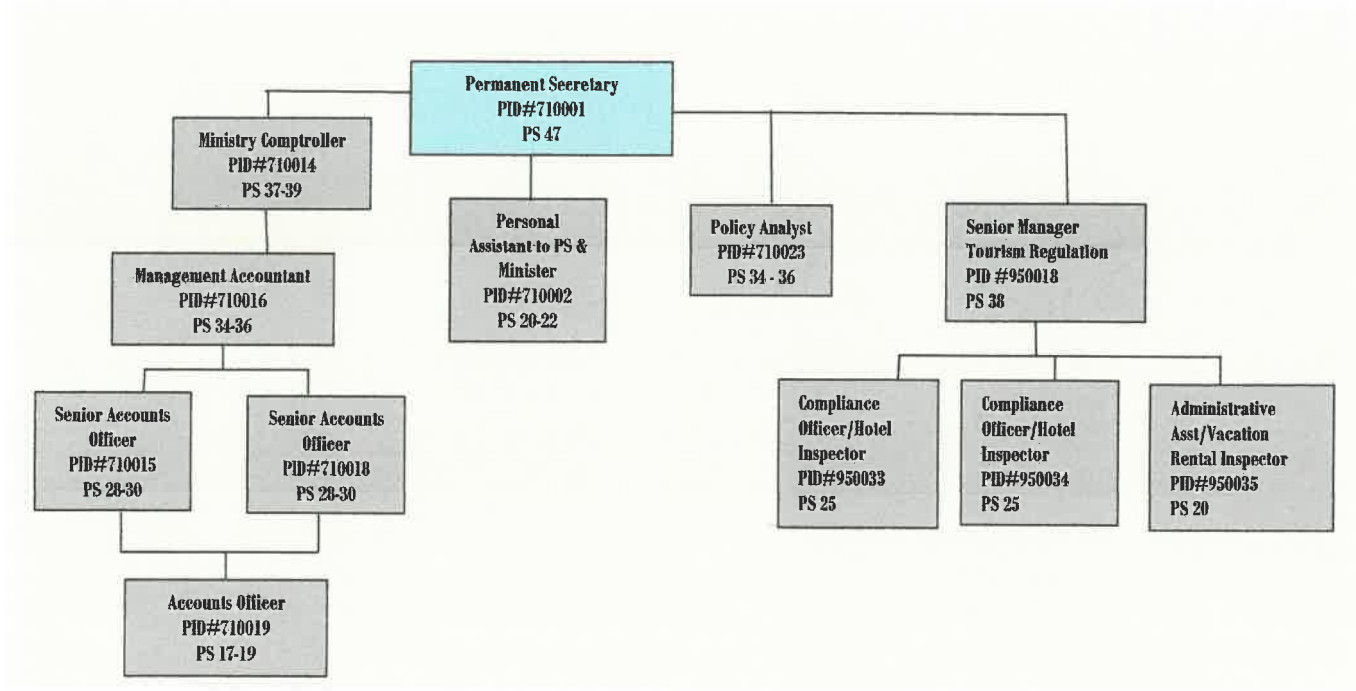 Permanent Secretary
PID#710001
PS 47
Ministry Comptroller
PID#710014
PS 37-39
Personal
Assistant to PS &
Minister
PID#710002
PS 20-22
Policy Analyst
PID#710023
PS 34 - 36
Senior Manager
Tourism Regulation
PID #950018
PS 38
Management Accountant
PID#710016
PS 34-36
Senior Accounts
Officer
PID#710015
PS 28-30
Senior Accounts
Officer
PID#710018
PS 28-30
Compliance
Officer/Hotel
Inspector
PID#950033
PS 25
Compliance
Officer/Hotel
Inspector
PID#950034
PS 25
Administrative
Asst/Vacation
Rental Inspector
PID#950035
PS 20
Accounts Officer
PID#710019
PS 17-19